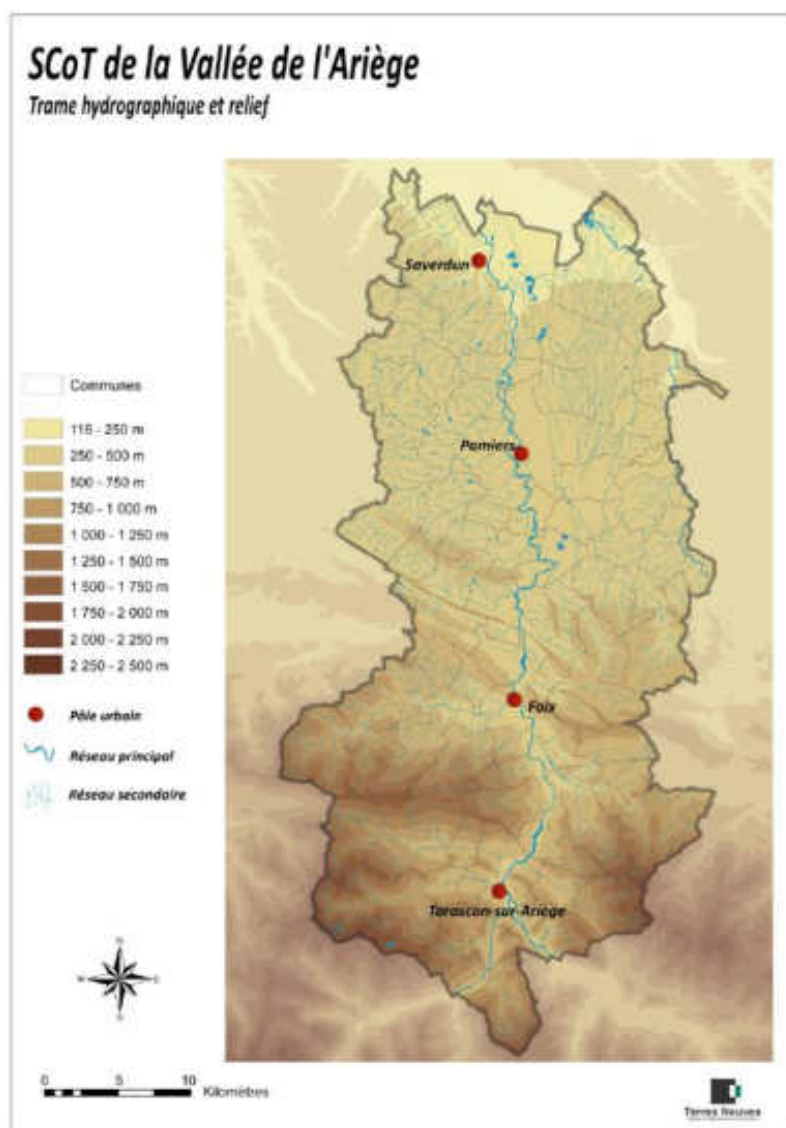 SCoT de la Vallée de l'Ariège
Trame hydrographique et relief
Saverdun
Pamiers
Foix
Tarascon-sur-Ariège
Communes
116 - 250 m
250 - 500 m
500 - 750 m
750 - 1 000 m
1 000 - 1 250 m
1 250 - 1 500 m
1 500 - 1 750 m
1 750 - 2 000 m
2 000 - 2 250 m
2 250 - 2 500 m
Pôle urbain
Réseau principal
Réseau secondaire
N
W E
S
0 5 10
Kilomètres
Terres Neuves